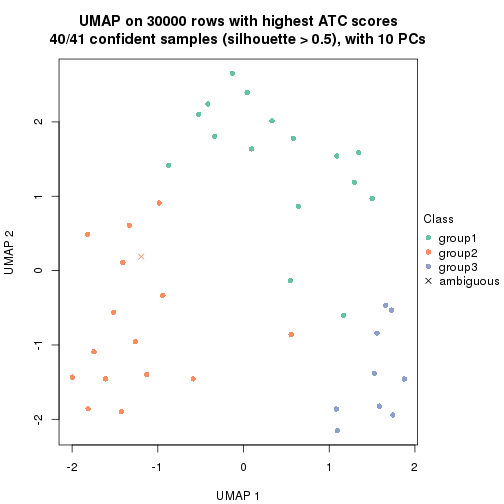 UMAP on 30000 rows with highest ATC scores
40/41 confident samples (silhouette > 0.5), with 10 PCs
2
1
0
-1
-2
UMAP 2
-2
-1
0
1
2
UMAP 1
Class
group1
group2
group3
ambiguous